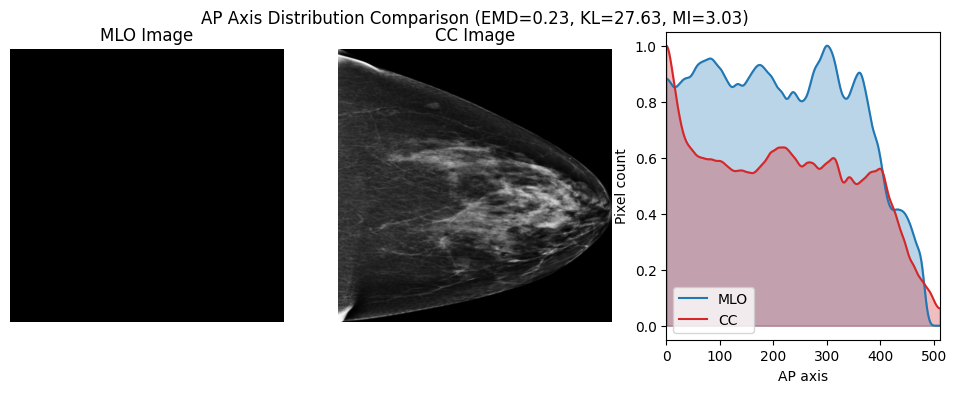 AP Axis Distribution Comparison (EMD=0.23, KL=27.63, MI=3.03)
MLO Image
CC Image
1.0
0.8
0.6
0.4
0.2
0.0
Pixel count
MLO
CC
0 100 200 300 400 500
AP axis